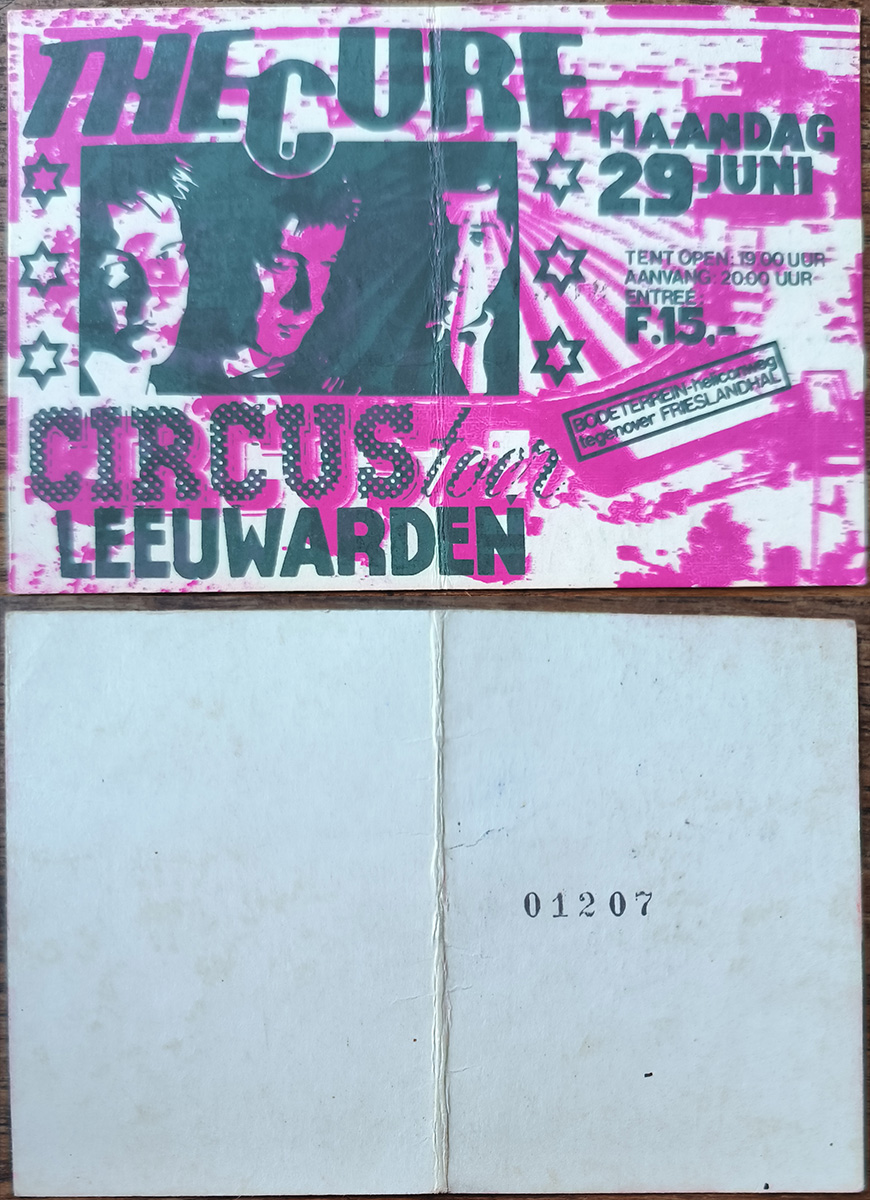 THE CURE
MAANDAG
29 JUNI
TENT OPEN: 19.00 UUR
AANVANG: 20.00 UUR
ENTREE:
F.15,-
BODETERREIN-heliconweg
tegenover FRIESLANDHAL
CIRCUS/tour
LEEUWARDEN
01207